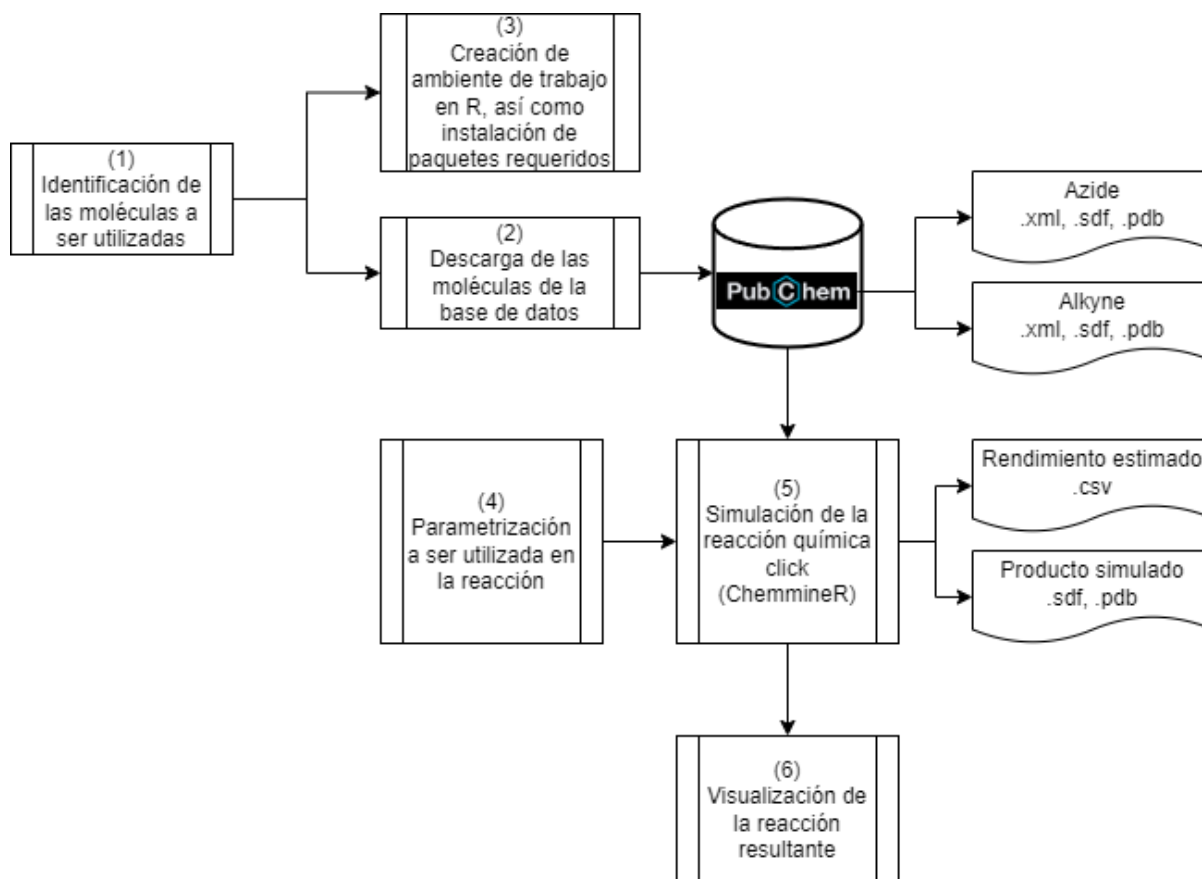 (3)
Creación de
ambiente de trabajo
en R, así como
instalación de
paquetes requeridos
(1)
Identificación de
las moléculas a
ser utilizadas
(2)
Descarga de las
moléculas de la
base de datos
PubChem
Azide
.xml, .sdf, .pdb
Alkyne
.xml, .sdf, .pdb
(4)
Parametrización
a ser utilizada en
la reacción
(5)
Simulación de la
reacción química
click
(ChemmineR)
Rendimiento estimado
.csv
Producto simulado
.sdf, .pdb
(6)
Visualización de
la reacción
resultante